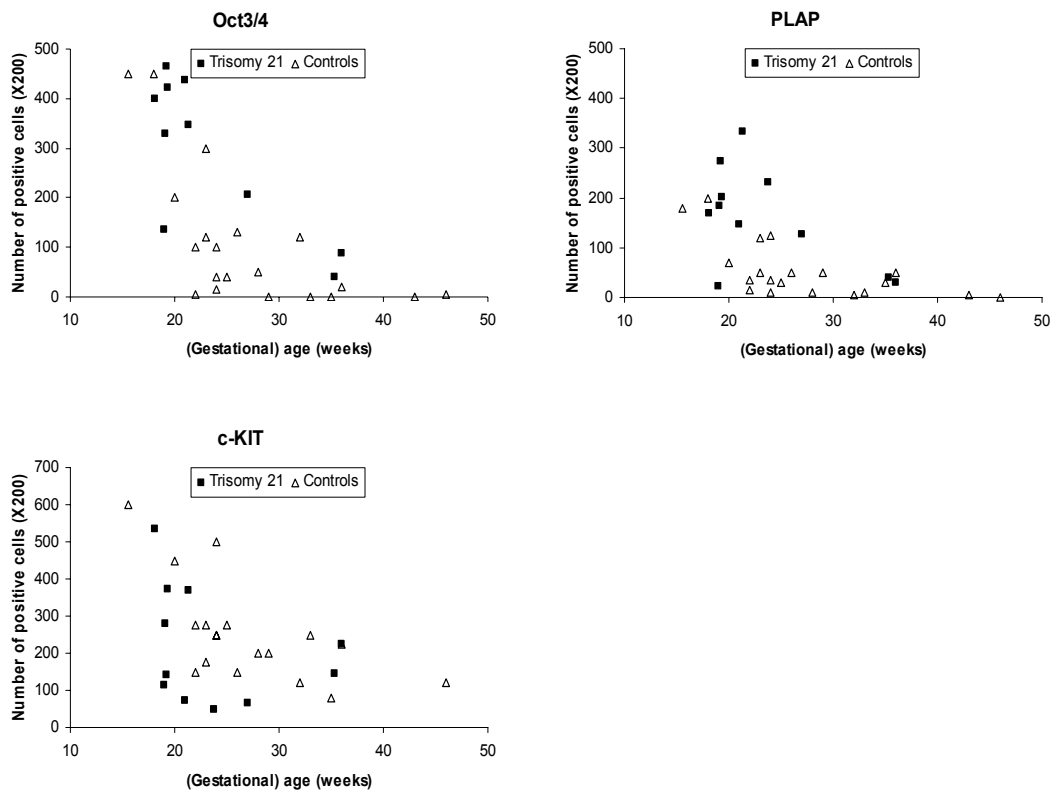 Oct3/4
Number of positive cells (X200)
500
400
300
200
100
0
Trisomy 21 Controls
10 20 30 40 50
(Gestational) age (weeks)
PLAP
Number of positive cells (X200)
500
400
300
200
100
0
Trisomy 21 Controls
10 20 30 40 50
(Gestational) age (weeks)
c-KIT
Number of positive cells (X200)
700
600
500
400
300
200
100
0
Trisomy 21 Controls
10 20 30 40 50
(Gestational) age (weeks)